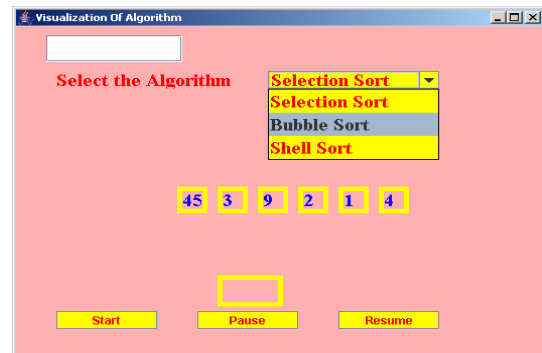 Visualization Of Algorithm
Select the Algorithm Selection Sort
Selection Sort
Bubble Sort
Shell Sort
45 3 9 2 1 4
Start Pause Resume